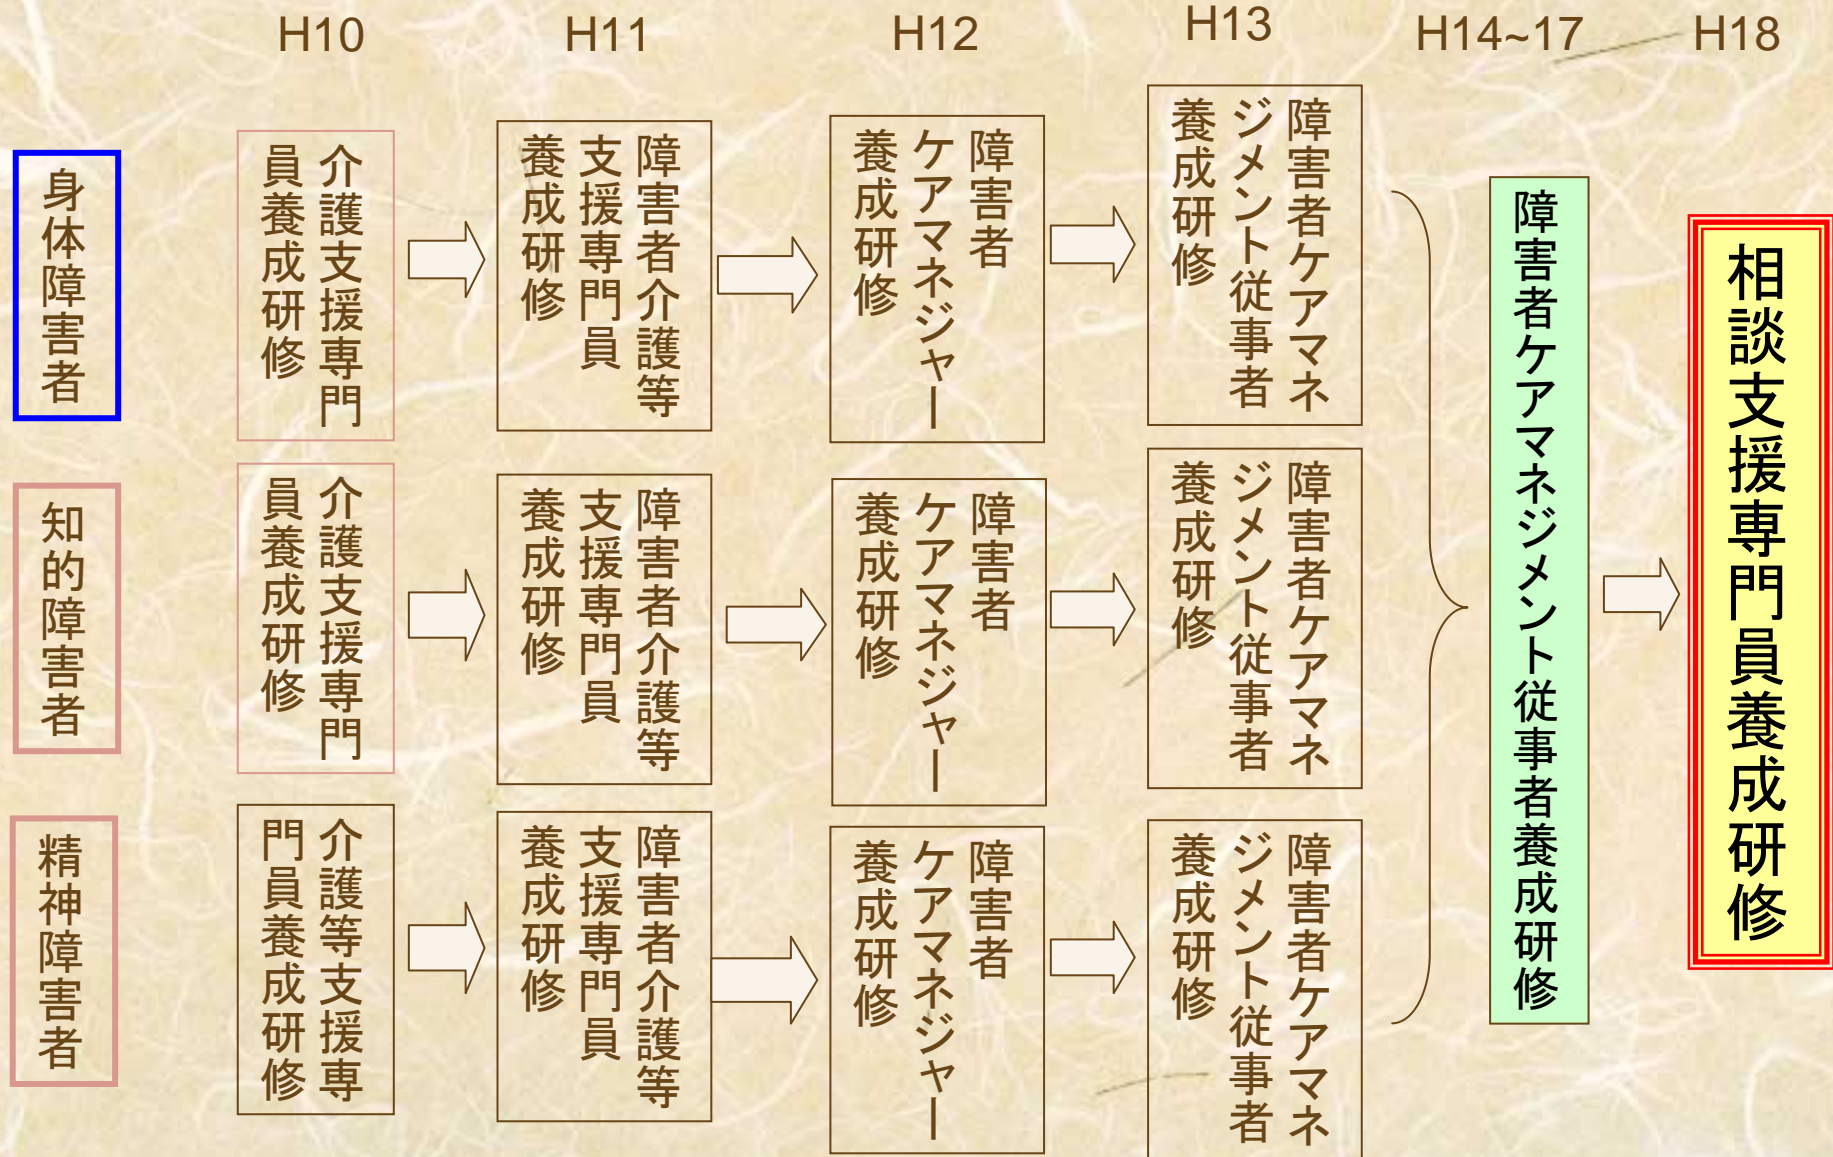 H10
H11
H12
H13
H14~17
H18
身体障害者
介護支援専門
員養成研修
障害者介護等
支援専門員
養成研修
障害者
ケアマネジャー
養成研修
障害者ケアマネ
ジメント従事者
養成研修
知的障害者
介護支援専門
員養成研修
障害者介護等
支援専門員
養成研修
障害者
ケアマネジャー
養成研修
障害者ケアマネ
ジメント従事者
養成研修
精神障害者
介護等支援専
門員養成研修
障害者介護等
支援専門員
養成研修
障害者
ケアマネジャー
養成研修
障害者ケアマネ
ジメント従事者
養成研修
障害者ケアマネジメント従事者養成研修
相談支援専門員養成研修